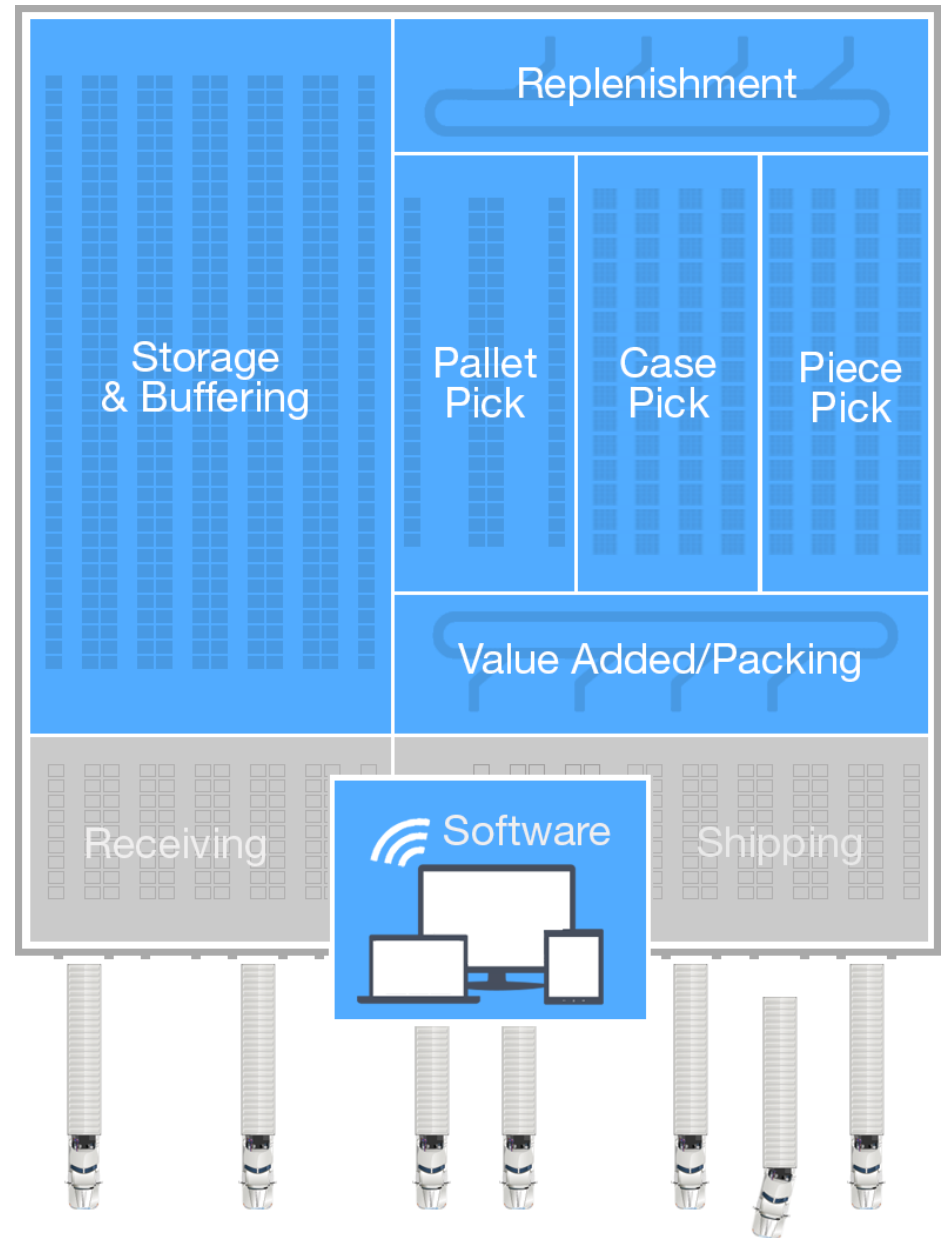 Replenishment
Storage
& Buffering
Pallet
Pick
Case
Pick
Piece
Pick
Value Added/Packing
Receiving
Software
Shipping